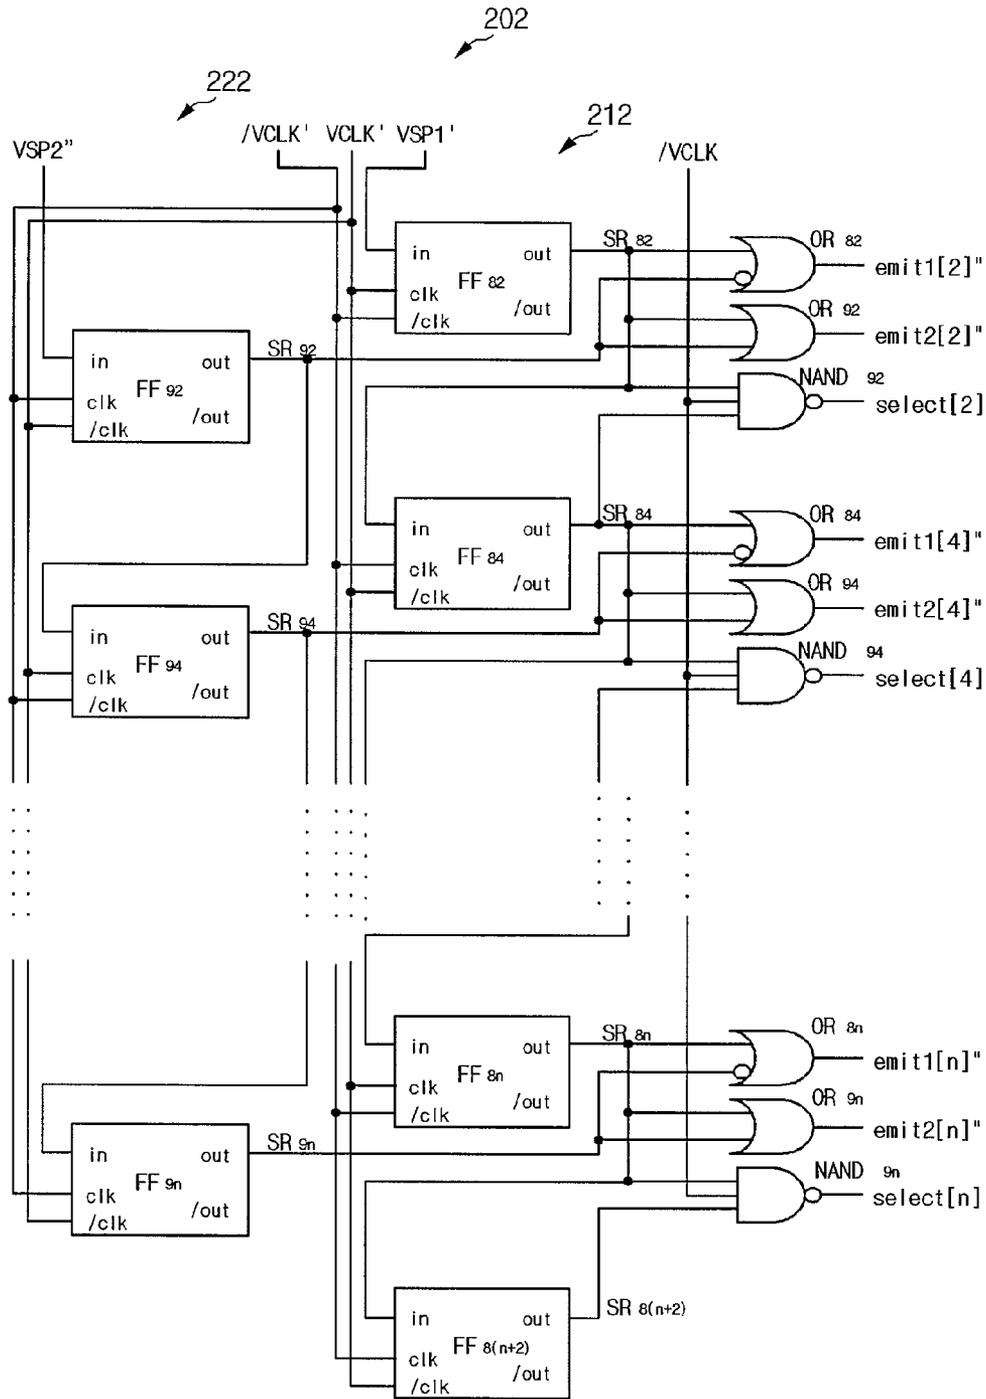 202
222
212
VSP2"
/VCLK'
VCLK'
VSP1'
/VCLK
in
out
FF 82
clk
/clk
/out
SR 82
OR 82
emit1[2]"
OR 92
emit2[2]"
NAND 92
select[2]
in
out
FF 92
clk
/clk
/out
SR 92
in
out
FF 84
clk
/clk
/out
SR 84
OR 84
emit1[4]"
OR 94
emit2[4]"
NAND 94
select[4]
in
out
FF 94
clk
/clk
/out
SR 94
in
out
FF 8n
clk
/clk
/out
SR 8n
OR 8n
emit1[n]"
OR 9n
emit2[n]"
NAND 9n
select[n]
in
out
FF 9n
clk
/clk
/out
SR 9n
in
out
FF 8(n+2)
clk
/clk
/out
SR 8(n+2)